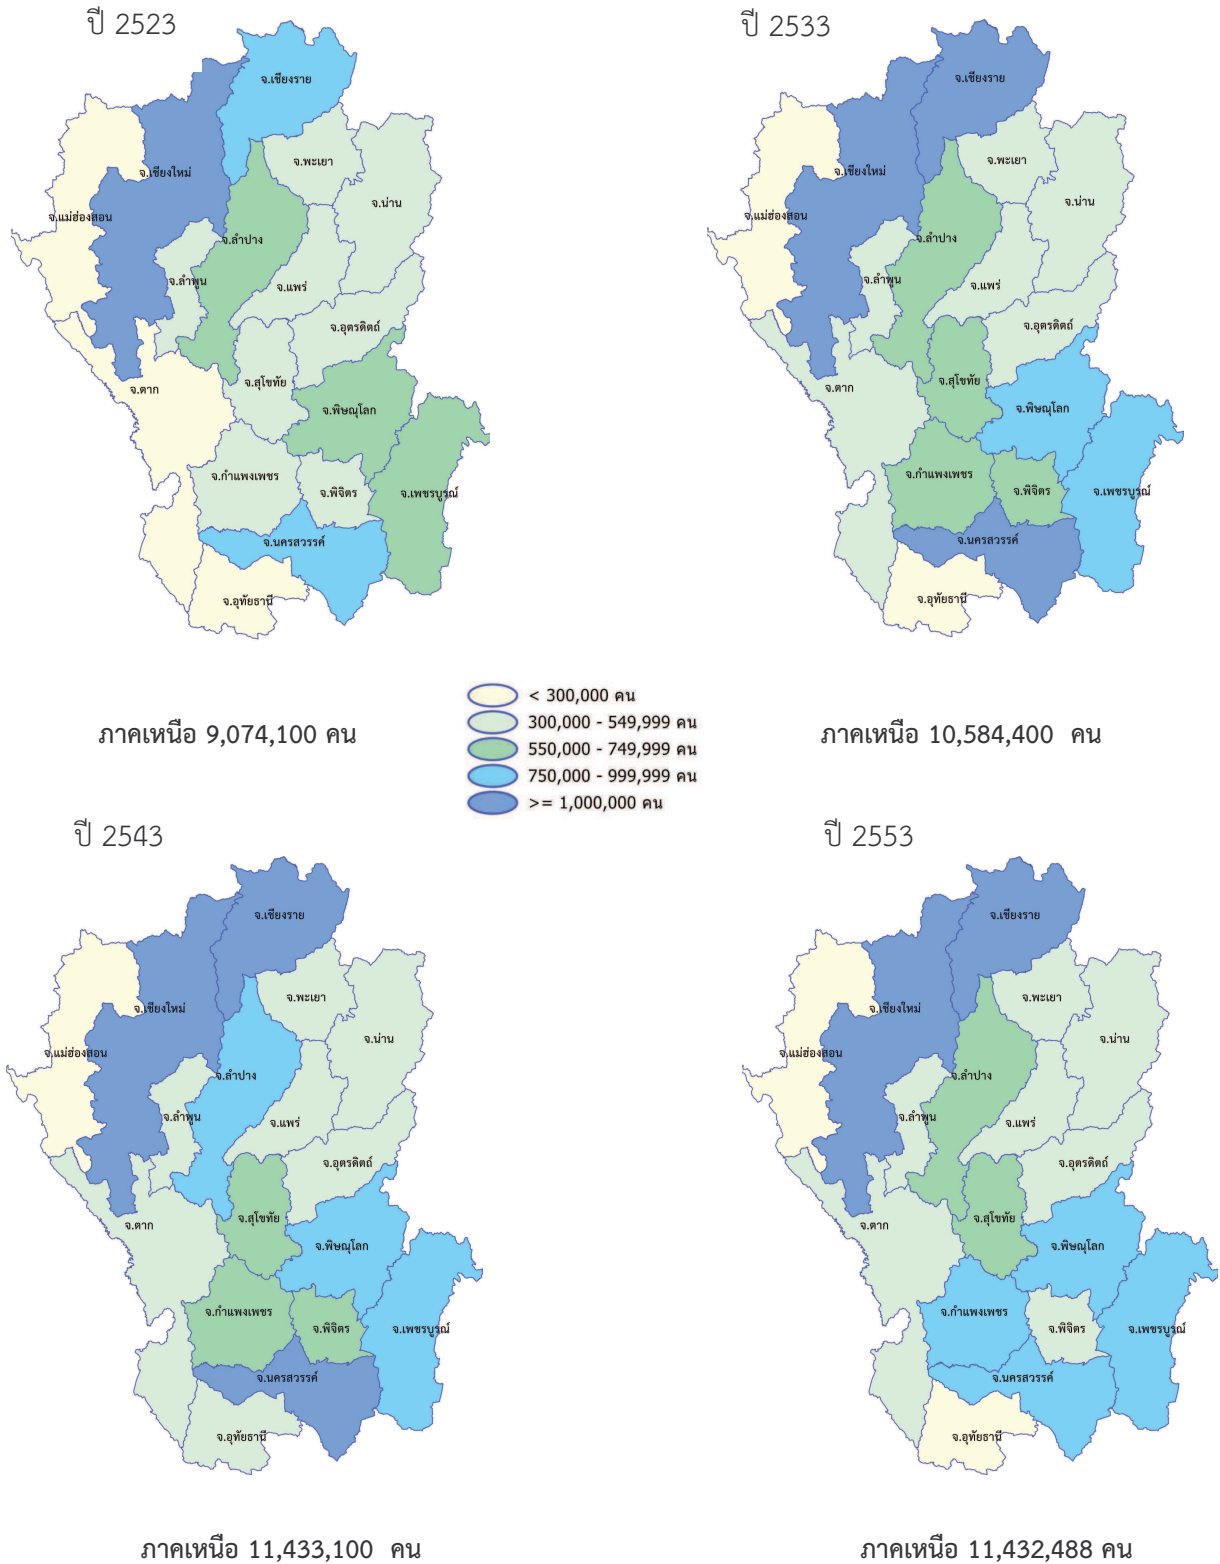 ปี 2523
จ.เชียงราย
จ.พะเยา
จ.เชียงใหม่
จ.น่าน
จ.แม่ฮ่องสอน
จ.ลำปาง
จ.ลำพูน
จ.แพร่
จ.อุตรดิตถ์
จ.ตาก
จ.สุโขทัย
จ.พิษณุโลก
จ.กำแพงเพชร
จ.พิจิตร
จ.เพชรบูรณ์
จ.นครสวรรค์
จ.อุทัยธานี
ภาคเหนือ 9,074,100 คน
ปี 2533
จ.เชียงราย
จ.พะเยา
จ.เชียงใหม่
จ.น่าน
จ.แม่ฮ่องสอน
จ.ลำปาง
จ.ลำพูน
จ.แพร่
จ.อุตรดิตถ์
จ.ตาก
จ.สุโขทัย
จ.พิษณุโลก
จ.กำแพงเพชร
จ.พิจิตร
จ.เพชรบูรณ์
จ.นครสวรรค์
จ.อุทัยธานี
ภาคเหนือ 10,584,400 คน
< 300,000 คน
300,000 - 549,999 คน
550,000 - 749,999 คน
750,000 - 999,999 คน
>= 1,000,000 คน
ปี 2543
จ.เชียงราย
จ.พะเยา
จ.เชียงใหม่
จ.น่าน
จ.แม่ฮ่องสอน
จ.ลำปาง
จ.ลำพูน
จ.แพร่
จ.อุตรดิตถ์
จ.ตาก
จ.สุโขทัย
จ.พิษณุโลก
จ.กำแพงเพชร
จ.พิจิตร
จ.เพชรบูรณ์
จ.นครสวรรค์
จ.อุทัยธานี
ภาคเหนือ 11,433,100 คน
ปี 2553
จ.เชียงราย
จ.พะเยา
จ.เชียงใหม่
จ.น่าน
จ.แม่ฮ่องสอน
จ.ลำปาง
จ.ลำพูน
จ.แพร่
จ.อุตรดิตถ์
จ.ตาก
จ.สุโขทัย
จ.พิษณุโลก
จ.กำแพงเพชร
จ.พิจิตร
จ.เพชรบูรณ์
จ.นครสวรรค์
จ.อุทัยธานี
ภาคเหนือ 11,432,488 คน